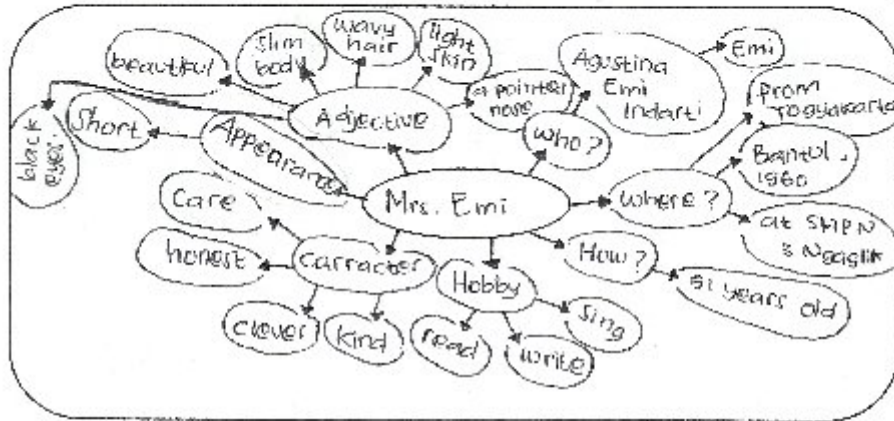 wavy
hair
light
skin
slim
body
beautiful
Adjective
a pointer
nose
Agustina
Emi
Indarti
Emi
From
Yogyakarta
Bantul,
1960
at SMPN
3 Ngaglik
who?
where?
black
eyes.
Short
Appearance
Mrs. Emi
Care
honest
carracter
clever
kind
Hobby
read
write
sing
How?
51 years old